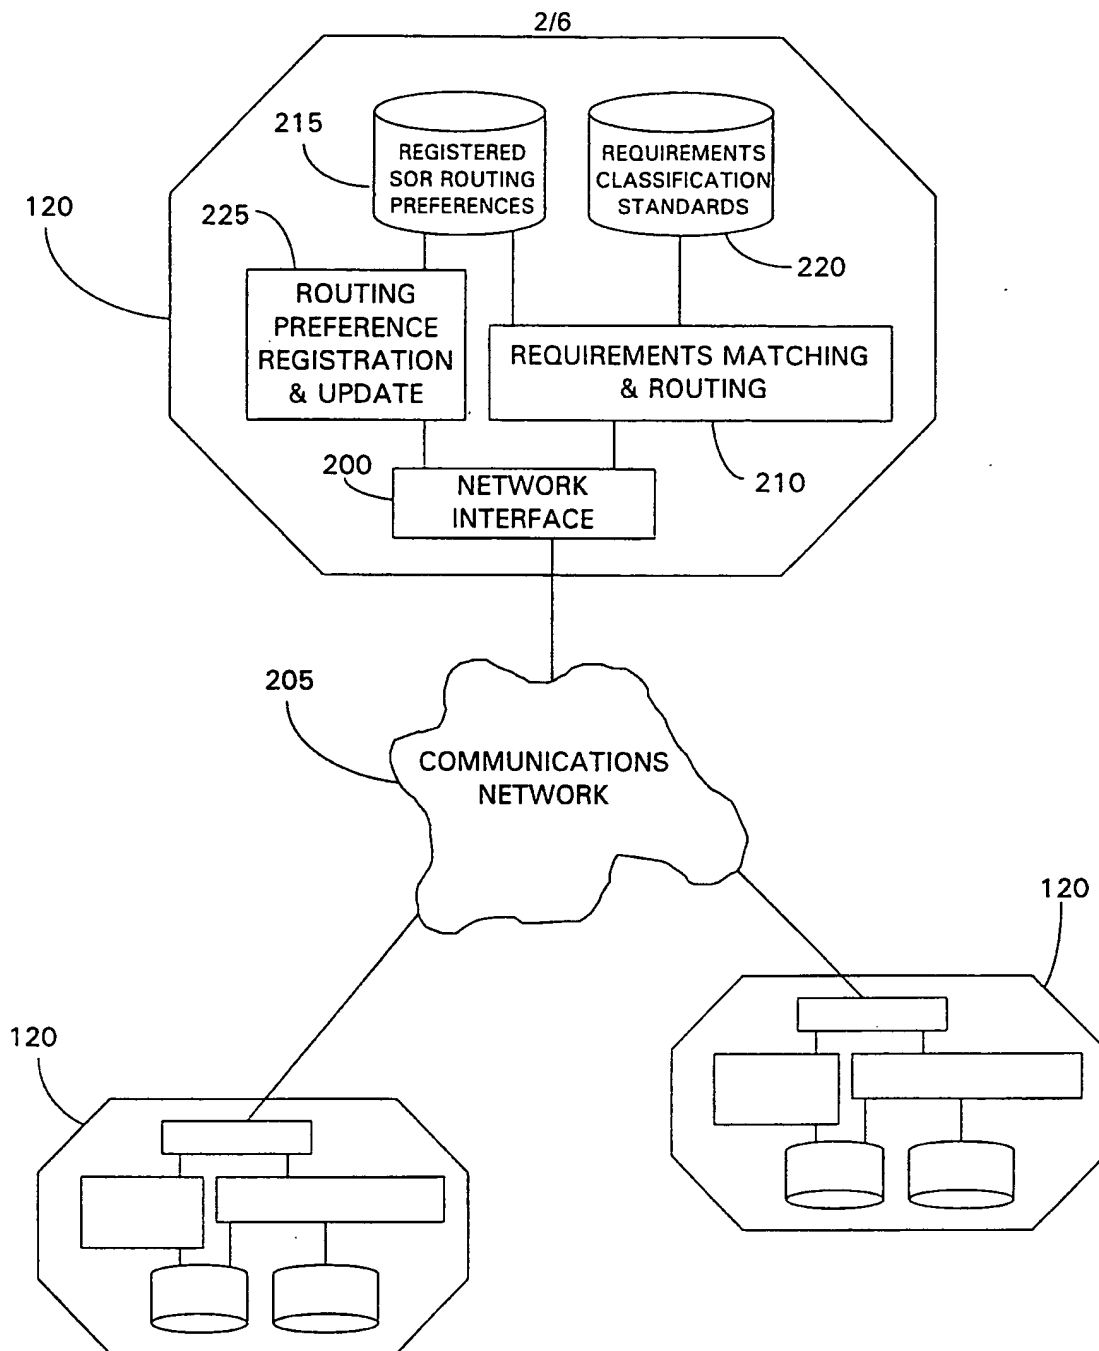 2/6
215
REGISTERED
SOR ROUTING
PREFERENCES
REQUIREMENTS
CLASSIFICATION
STANDARDS
120
225
220
ROUTING
PREFERENCE
REGISTRATION
& UPDATE
REQUIREMENTS MATCHING
& ROUTING
200
210
NETWORK
INTERFACE
205
COMMUNICATIONS
NETWORK
120
120